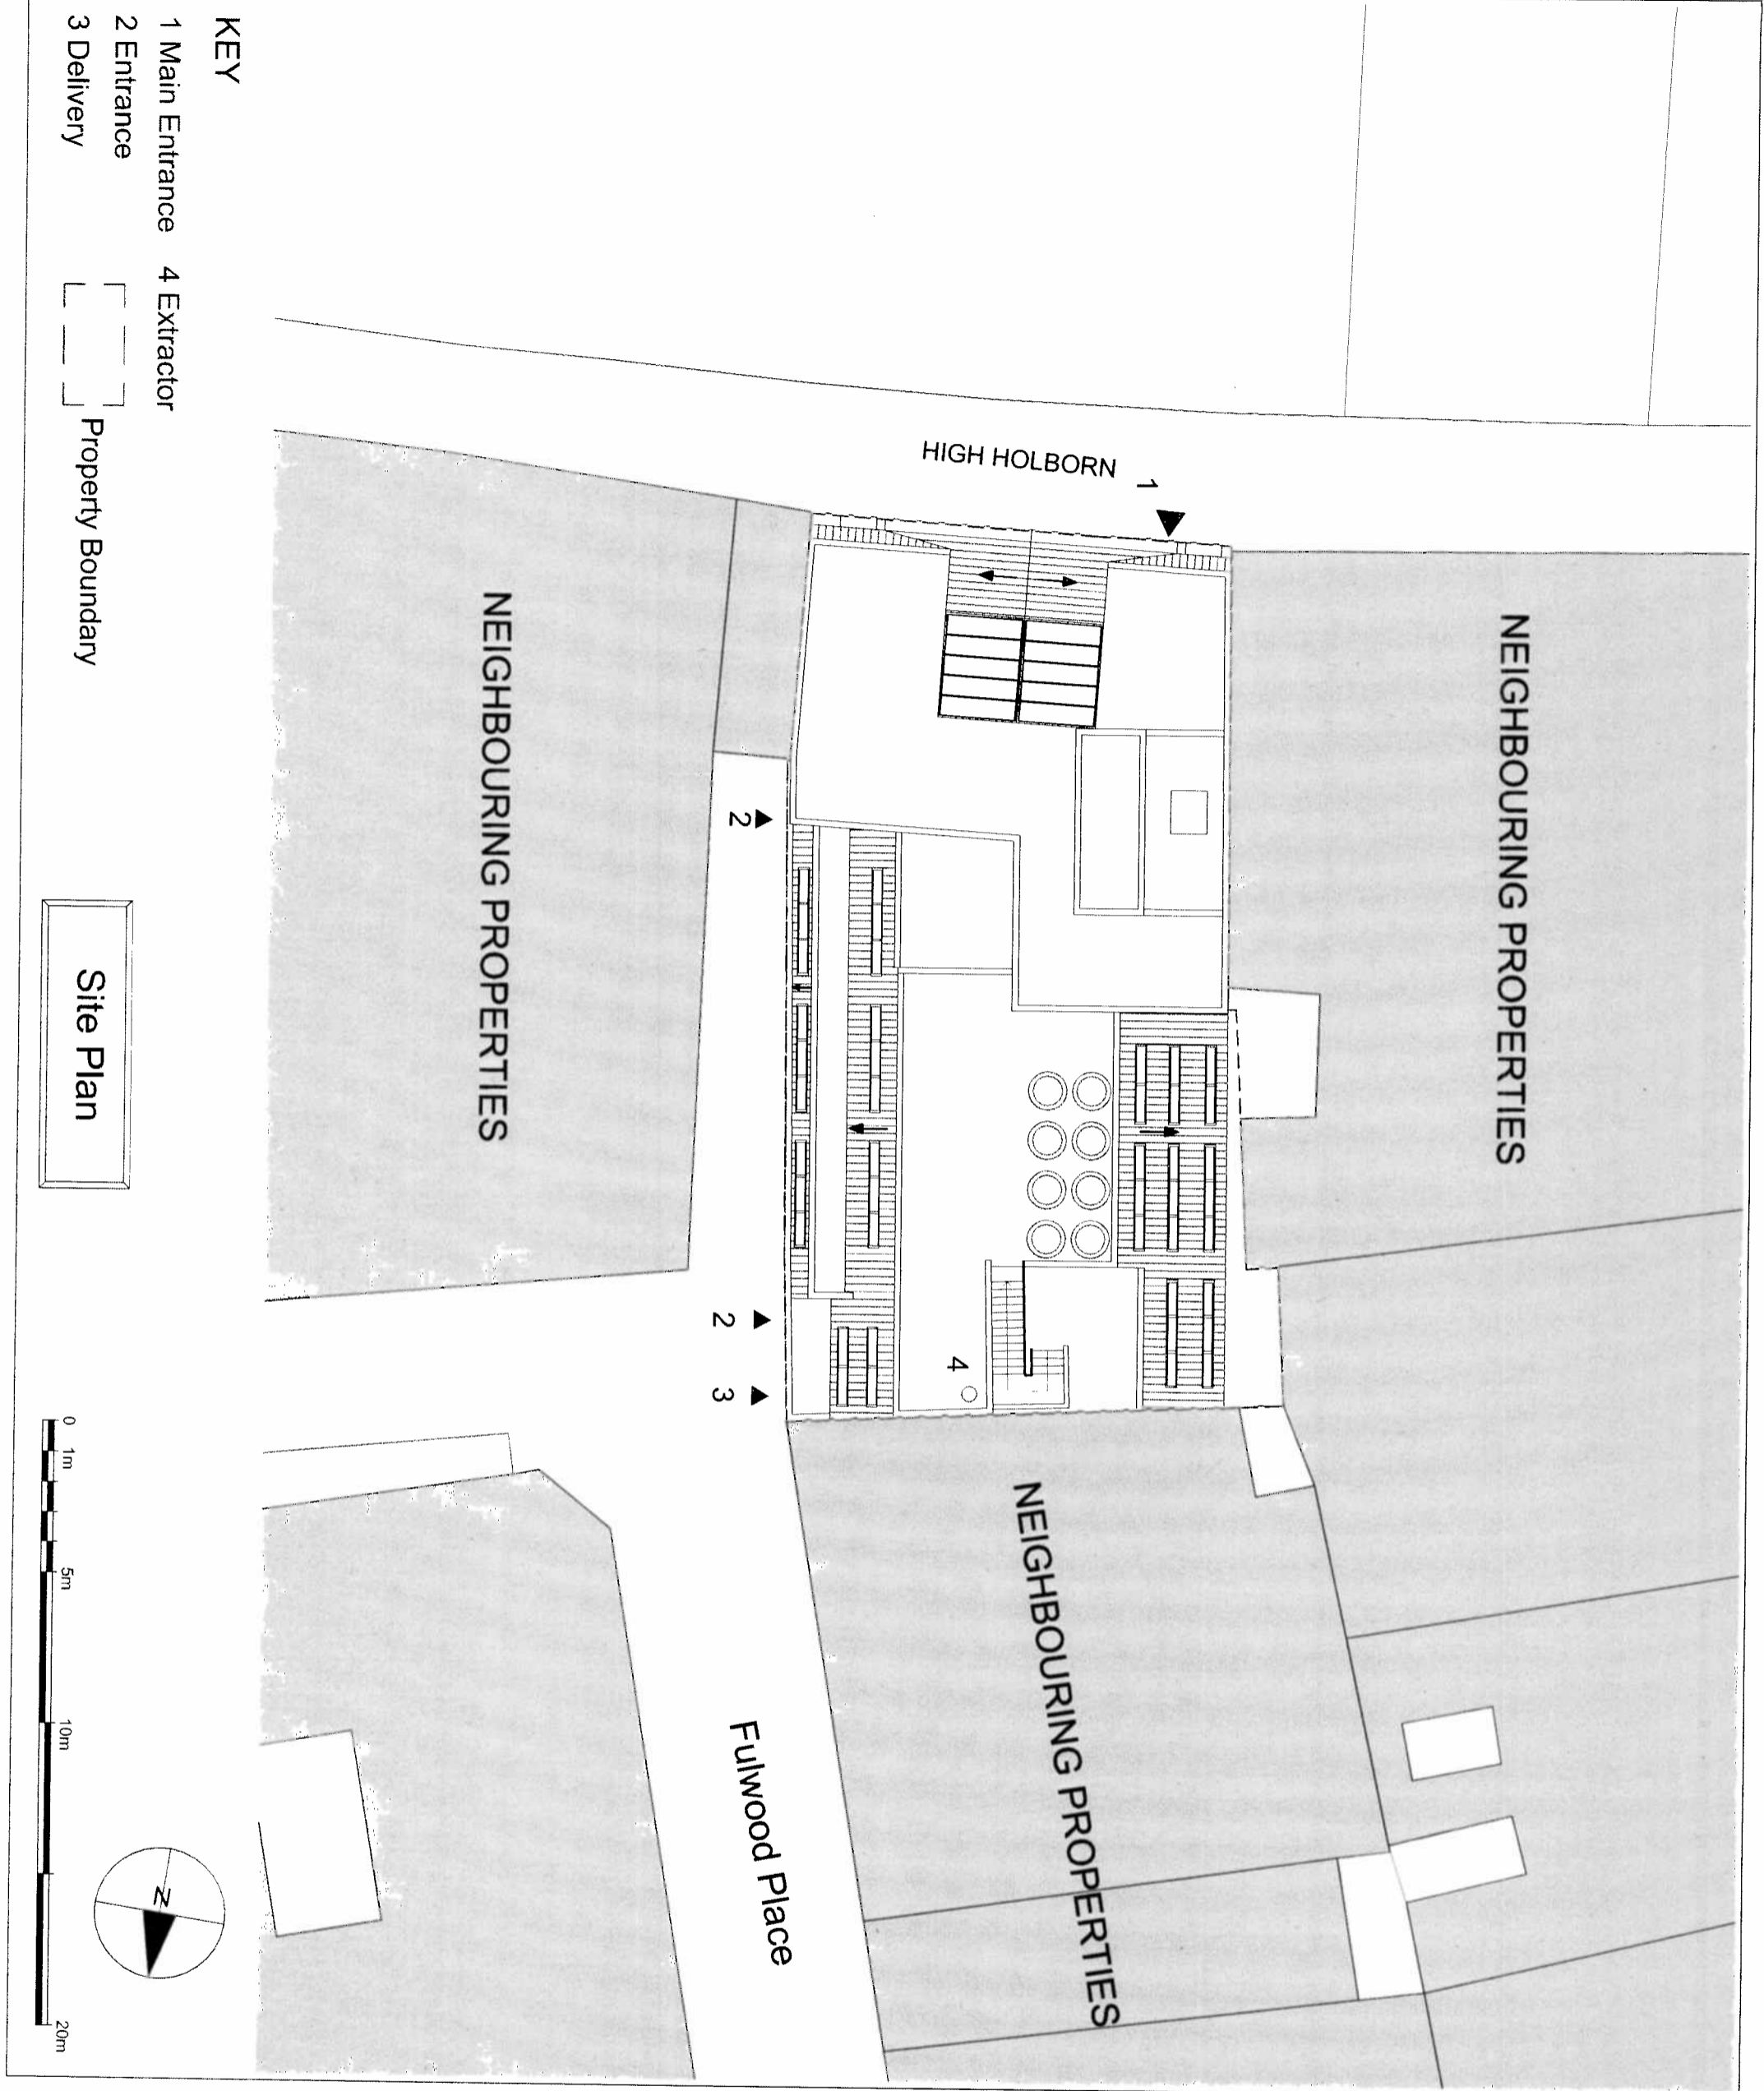 HIGH HOLBORN
1
NEIGHBOURING PROPERTIES
NEIGHBOURING PROPERTIES
NEIGHBOURING PROPERTIES
2
2
3
4
Fulwood Place
KEY
1 Main Entrance 4 Extractor
2 Entrance
3 Delivery
Property Boundary
Site Plan
0 1m 5m 10m 20m
N